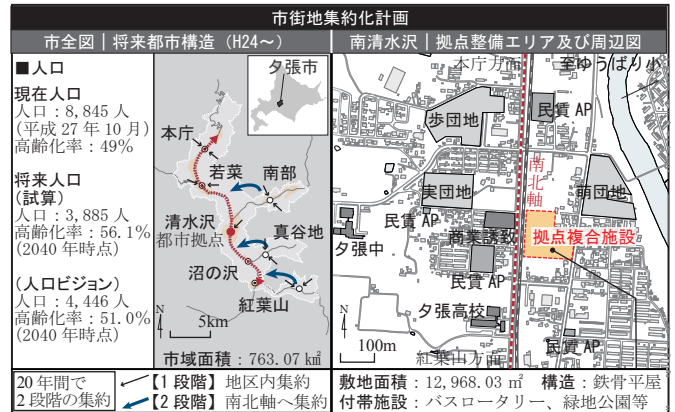 市街地集約化計画
市全図｜将来都市構造（H24～）
■人口
現在人口
人口：8,845 人
(平成 27 年 10 月)
高齢化率：49%
将来人口
(試算)
人口：3,885 人
高齢化率：56.1%
(2040 年時点)
(人口ビジョン)
人口：4,446 人
高齢化率：51.0%
(2040 年時点)
夕張市
本庁
若菜
南部
清水沢
都市拠点
真谷地
沼の沢
紅葉山
N
5km
市域面積：763.07 ㎢
20 年間で
2 段階の集約
【1 段階】地区内集約
【2 段階】南北軸へ集約
南清水沢｜拠点整備エリア及び周辺図
本庁方面
至ゆうばり小
歩団地
民賃 AP
南北軸
実団地
萌団地
民賃 AP
商業誘致
拠点複合施設
夕張中
民賃 AP
夕張高校
N
100m
紅葉山方面
民賃 AP
敷地面積：12,968.03 ㎡　構造：鉄骨平屋
付帯施設：バスロータリー、緑地公園等